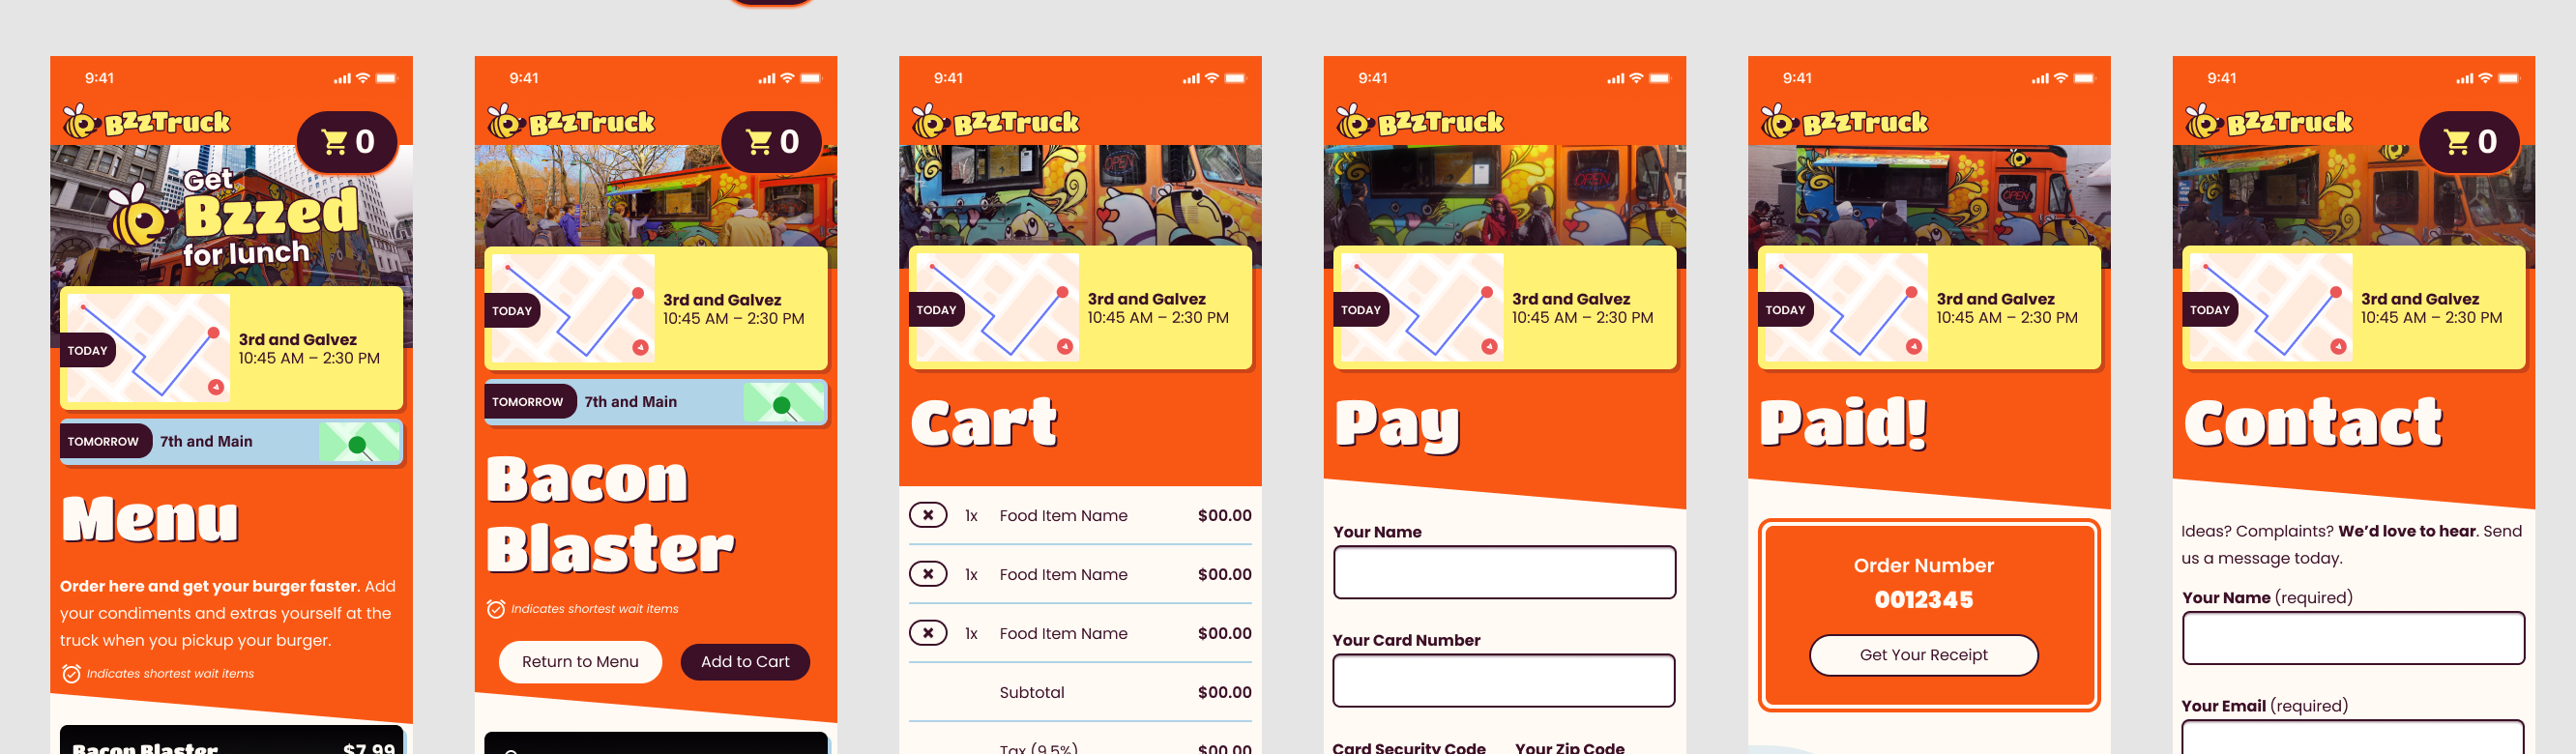 9:41
BzzTruck
0
Get
Bzzed
for lunch
TODAY
3rd and Galvez
10:45 AM – 2:30 PM
TOMORROW
7th and Main
Menu
Order here and get your burger faster. Add
your condiments and extras yourself at the
truck when you pickup your burger.
Indicates shortest wait items
Bacon Blaster $7.99
9:41
BzzTruck
0
TODAY
3rd and Galvez
10:45 AM – 2:30 PM
TOMORROW
7th and Main
Bacon
Blaster
Indicates shortest wait items
Return to Menu
Add to Cart
9:41
BzzTruck
OPEN
TODAY
3rd and Galvez
10:45 AM – 2:30 PM
Cart
1x Food Item Name $00.00
1x Food Item Name $00.00
1x Food Item Name $00.00
Subtotal $00.00
Tax (9.5%) $00.00
9:41
BzzTruck
OPEN
TODAY
3rd and Galvez
10:45 AM – 2:30 PM
Pay
Your Name
Your Card Number
Card Security Code
Your Zip Code
9:41
BzzTruck
OPEN
TODAY
3rd and Galvez
10:45 AM – 2:30 PM
Paid!
Order Number
0012345
Get Your Receipt
9:41
BzzTruck
0
OPEN
TODAY
3rd and Galvez
10:45 AM – 2:30 PM
Contact
Ideas? Complaints? We'd love to hear. Send
us a message today.
Your Name (required)
Your Email (required)